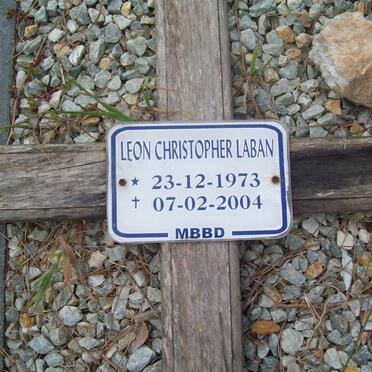 LEON CHRISTOPHER LABAN
★ 23-12-1973
✝ 07-02-2004
MBBD